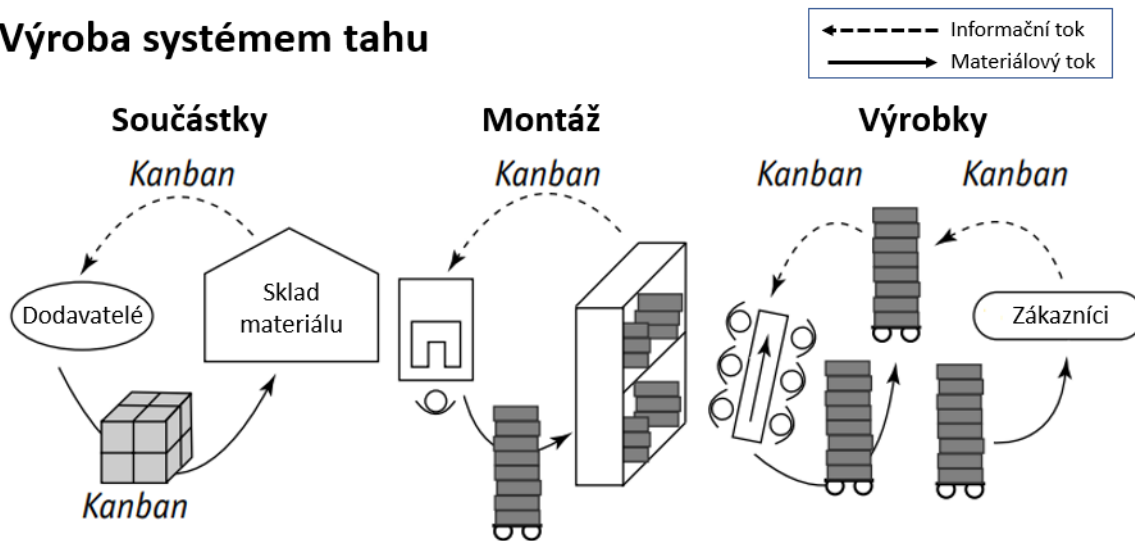 Výroba systémem tahu
Informační tok
Materiálový tok
Součástky
Montáž
Výrobky
Kanban
Kanban
Kanban
Kanban
Dodavatelé
Sklad
materiálu
Zákazníci
Kanban